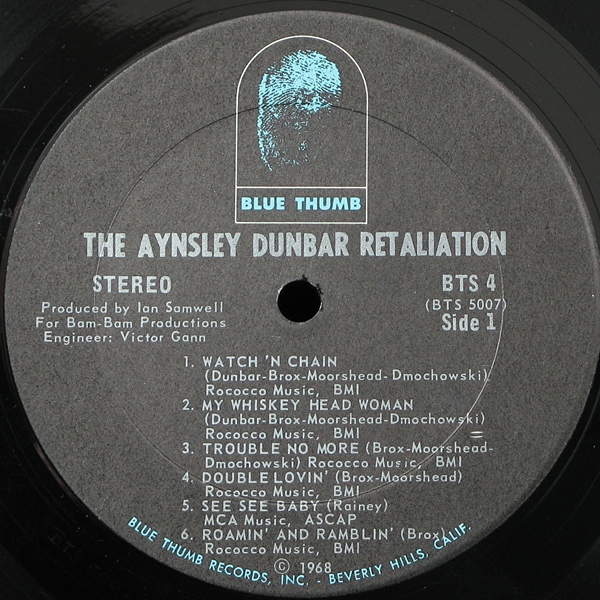 BLUE THUMB
THE AYNSLEY DUNBAR RETALIATION
STEREO
BTS 4
Produced by Ian Samwell
(BTS 5007)
For Bam-Bam Productions
Side 1
Engineer: Victor Gann
1. WATCH 'N CHAIN
(Dunbar-Brox-Moorshead-Dmochowski)
Rococco Music, BMI
2. MY WHISKEY HEAD WOMAN
(Dunbar-Brox-Moorshead-Dmochowski)
Rococco Music, BMI
3. TROUBLE NO MORE (Brox-Moorshead-
Dmochowski) Rococco Music, BMI
4. DOUBLE LOVIN' (Brox-Moorshead)
Rococco Music, BMI
5. SEE SEE BABY (Rainey)
MCA Music, ASCAP
6. ROAMIN' AND RAMBLIN' (Brox)
Rococco Music, BMI
© 1968
BLUE THUMB RECORDS, INC. - BEVERLY HILLS, CALIF.